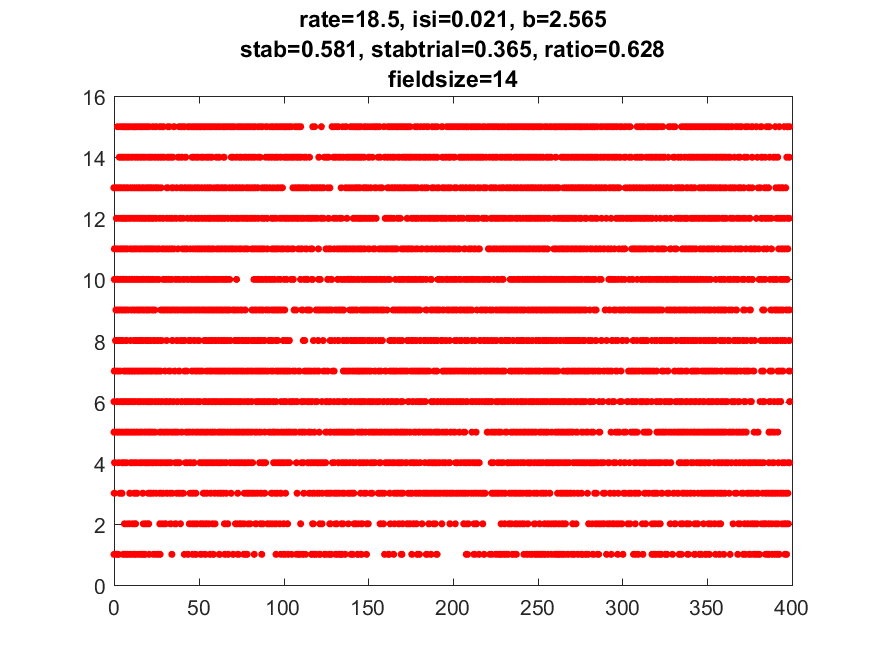 rate=18.5, isi=0.021, b=2.565
stab=0.581, stabtrial=0.365, ratio=0.628
fieldsize=14
16
14
12
10
8
6
4
2
0
0 50 100 150 200 250 300 350 400